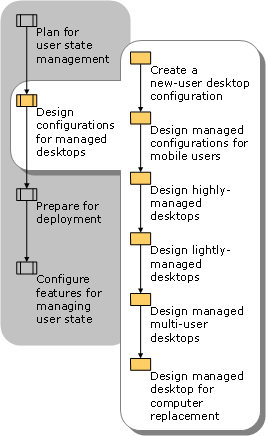 Plan for
user state
management
Design
configurations
for managed
desktops
Prepare for
deployment
Configure
features for
managing
user state
Create a
new-user desktop
configuration
Design managed
configurations for
mobile users
Design highly-
managed
desktops
Design lightly-
managed
desktops
Design managed
multi-user
desktops
Design managed
desktop for
computer
replacement